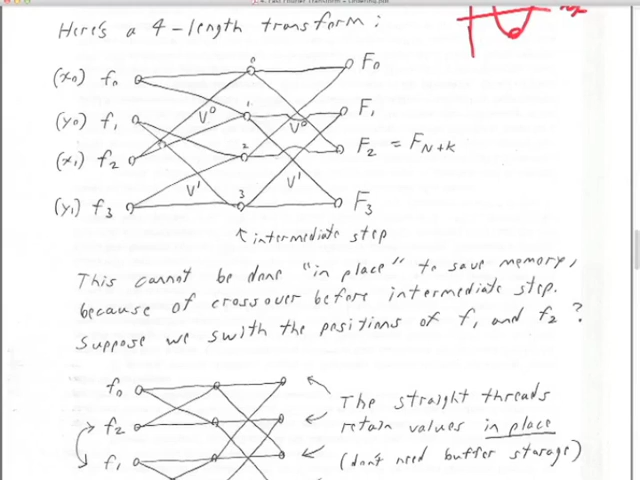 Here's a 4-length transform:
(x0) f0
F0
(y0) f1
V0
V0
F1
(x1) f2
F2 = FN+k
(y1) f3
V1
V1
F3
0
1
2
3
↑ intermediate step
This cannot be done "in place" to save memory,
because of crossover before intermediate step.
Suppose we swith the positions of f1 and f2 ?
f0
f2
f1
The straight threads
retain values in place
(don't need buffer storage)